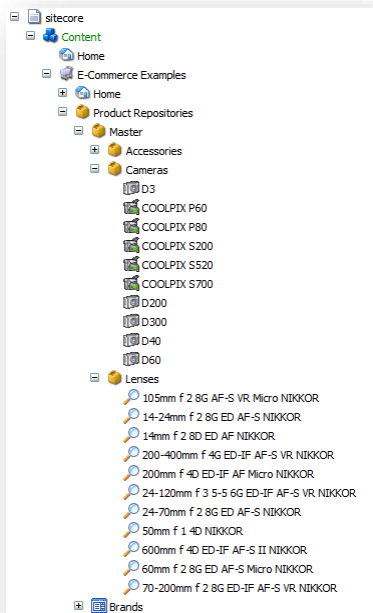 sitecore
Content
Home
E-Commerce Examples
Home
Product Repositories
Master
Accessories
Cameras
D3
COOLPIX P60
COOLPIX P80
COOLPIX S200
COOLPIX S520
COOLPIX S700
D200
D300
D40
D60
Lenses
105mm f 2 8G AF-S VR Micro NIKKOR
14-24mm f 2 8G ED AF-S NIKKOR
14mm f 2 8D ED AF NIKKOR
200-400mm f 4G ED-IF AF-S VR NIKKOR
200mm f 4D ED-IF AF Micro NIKKOR
24-120mm f 3 5-5 6G ED-IF AF-S VR NIKKOR
24-70mm f 2 8G ED AF-S NIKKOR
50mm f 1 4D NIKKOR
600mm f 4D ED-IF AF-S II NIKKOR
60mm f 2 8G ED AF-S Micro NIKKOR
70-200mm f 2 8G ED-IF AF-S VR NIKKOR
Brands